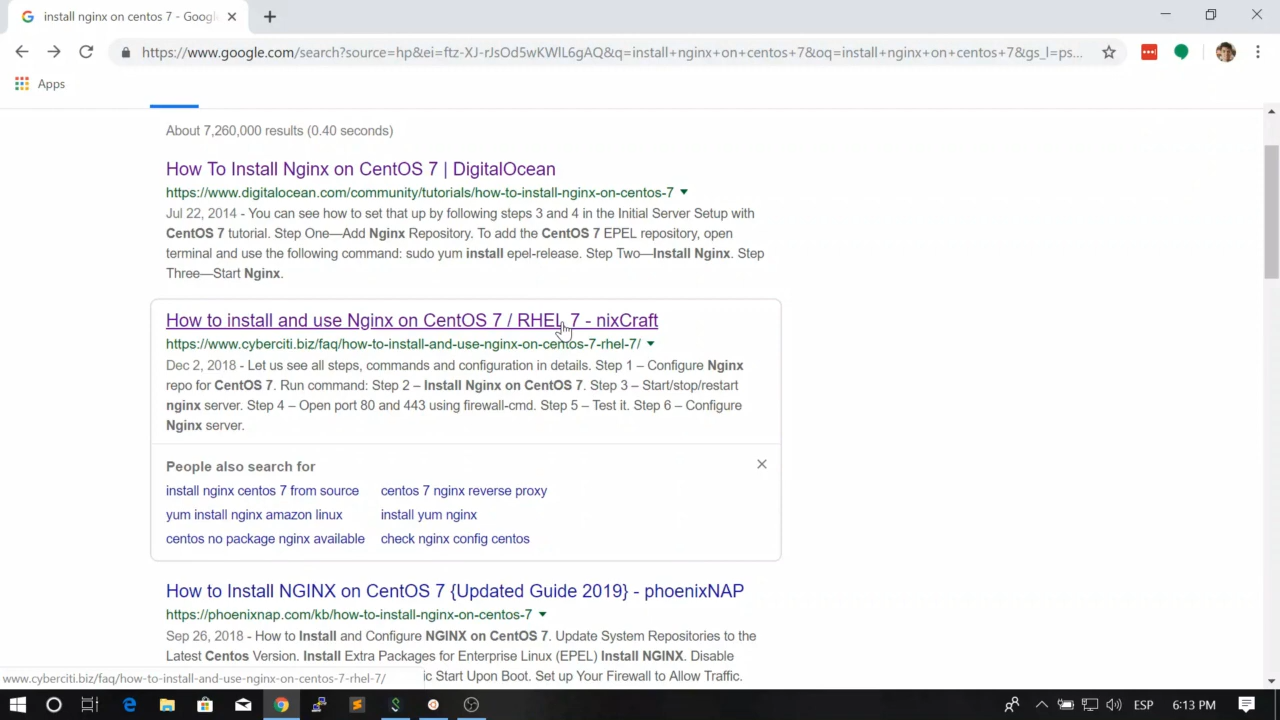 install nginx on centos 7 - Googl
https://www.google.com/search?source=hp&ei=ftz-XJ-rJsOd5wKWlL6gAQ&q=install+nginx+on+centos+7&oq=install+nginx+on+centos+7&gs_l=ps...
Apps
About 7,260,000 results (0.40 seconds)
How To Install Nginx on CentOS 7 | DigitalOcean
https://www.digitalocean.com/community/tutorials/how-to-install-nginx-on-centos-7
Jul 22, 2014 - You can see how to set that up by following steps 3 and 4 in the Initial Server Setup with
CentOS 7 tutorial. Step One—Add Nginx Repository. To add the CentOS 7 EPEL repository, open
terminal and use the following command: sudo yum install epel-release. Step Two—Install Nginx. Step
Three—Start Nginx.
How to install and use Nginx on CentOS 7 / RHEL 7 - nixCraft
https://www.cyberciti.biz/faq/how-to-install-and-use-nginx-on-centos-7-rhel-7/
Dec 2, 2018 - Let us see all steps, commands and configuration in details. Step 1 – Configure Nginx
repo for CentOS 7. Run command: Step 2 – Install Nginx on CentOS 7. Step 3 – Start/stop/restart
nginx server. Step 4 – Open port 80 and 443 using firewall-cmd. Step 5 – Test it. Step 6 – Configure
Nginx server.
People also search for
install nginx centos 7 from source
centos 7 nginx reverse proxy
yum install nginx amazon linux
install yum nginx
centos no package nginx available
check nginx config centos
How to Install NGINX on CentOS 7 {Updated Guide 2019} - phoenixNAP
https://phoenixnap.com/kb/how-to-install-nginx-on-centos-7
Sep 26, 2018 - How to Install and Configure NGINX on CentOS 7. Update System Repositories to the
Latest Centos Version. Install Extra Packages for Enterprise Linux (EPEL) Install NGINX. Disable
ic Start Upon Boot. Set up Your Firewall to Allow Traffic.
www.cyberciti.biz/faq/how-to-install-and-use-nginx-on-centos-7-rhel-7/
ESP
6:13 PM